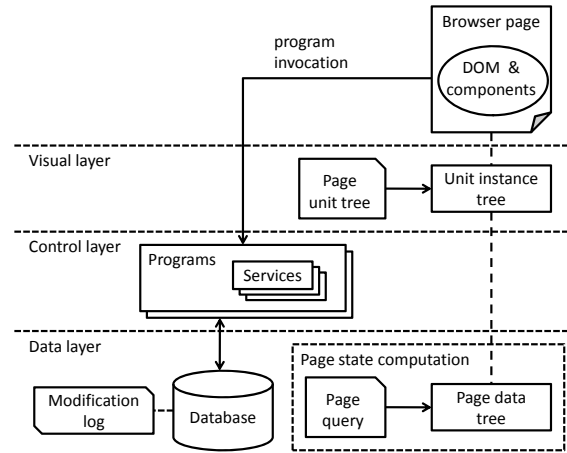 Browser page
program
invocation
DOM &
components
Visual layer
Page
unit tree
Unit instance
tree
Control layer
Programs
Services
Data layer
Page state computation
Modification
log
Database
Page
query
Page data
tree